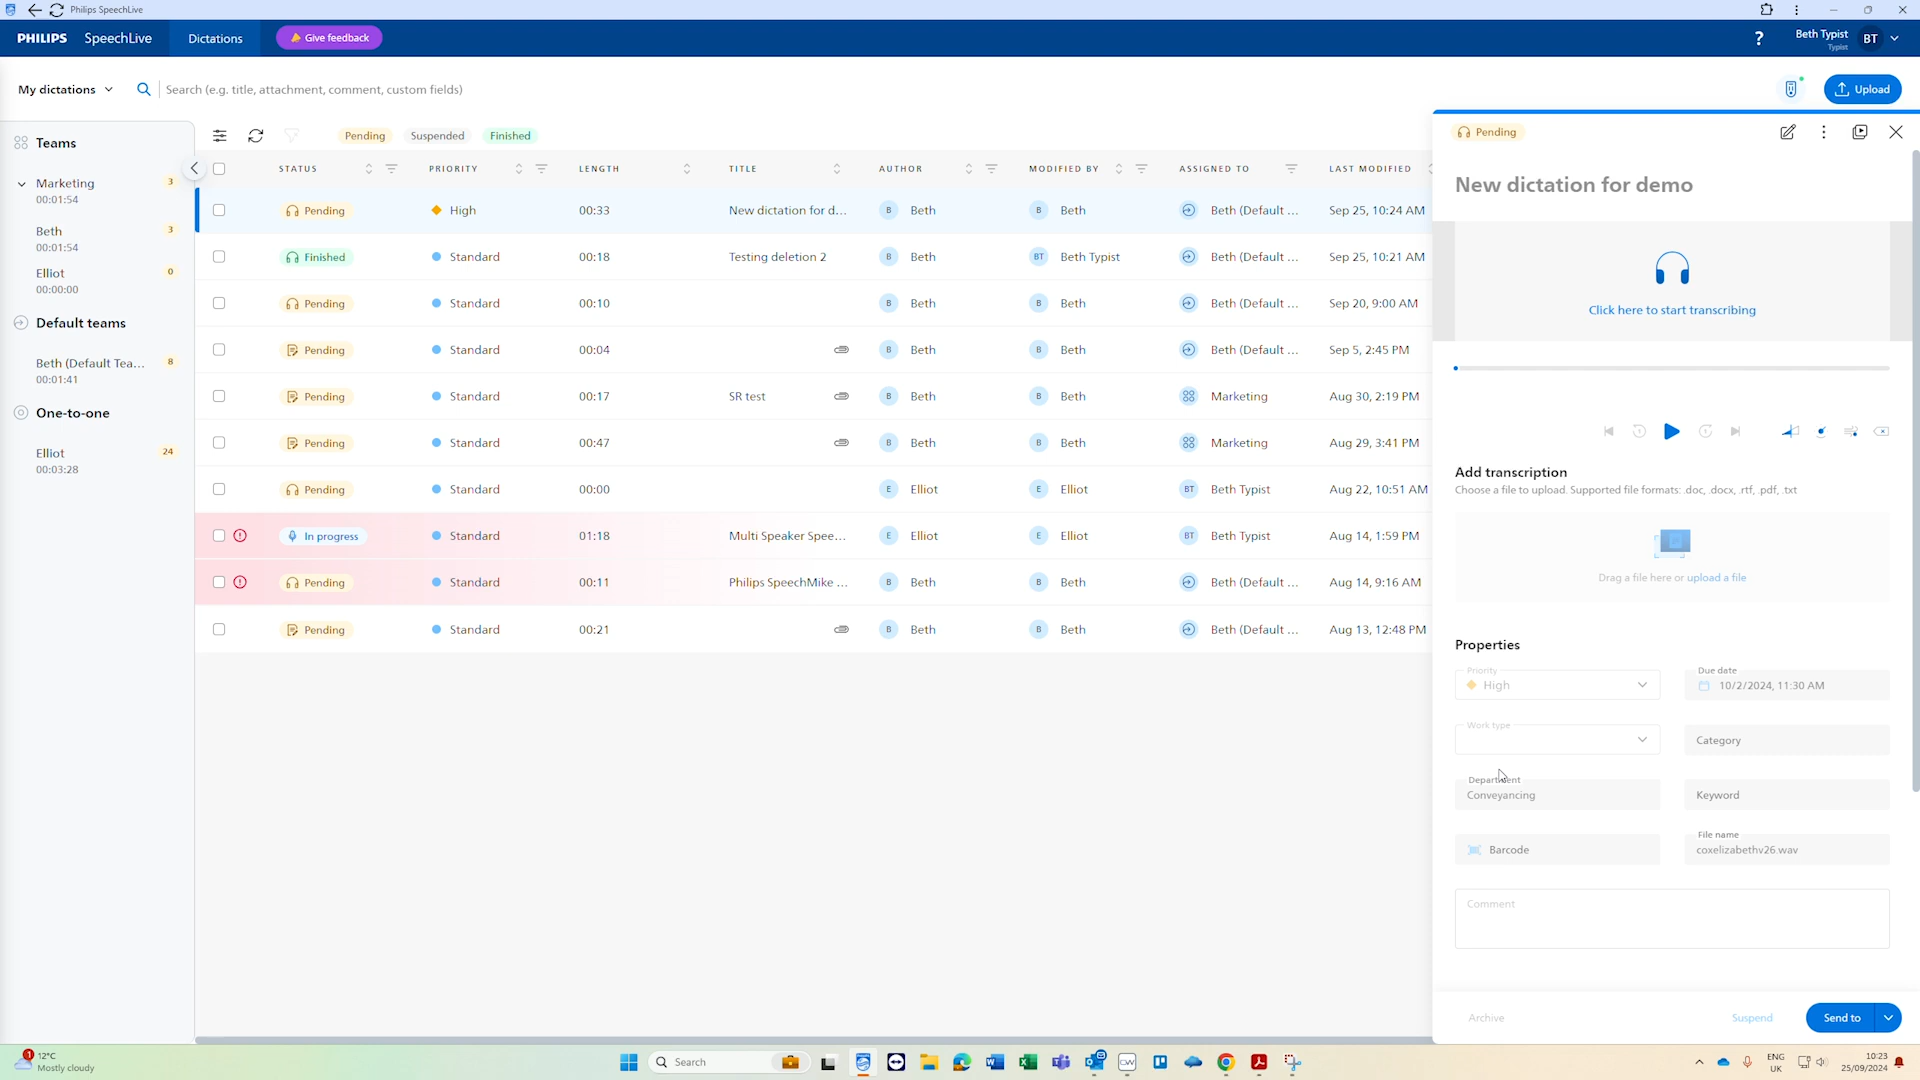 Philips SpeechLive
PHILIPS SpeechLive Dictations Give feedback ? Beth Typist Typist BT
My dictations Search (e.g. title, attachment, comment, custom fields) Upload
Teams
Marketing 3
00:01:54
Beth 3
00:01:54
Elliot 0
00:00:00
Default teams
Beth (Default Tea... 8
00:01:41
One-to-one
Elliot 24
00:03:28
Pending Suspended Finished
STATUS PRIORITY LENGTH TITLE AUTHOR MODIFIED BY ASSIGNED TO LAST MODIFIED
Pending High 00:33 New dictation for d... B Beth B Beth Beth (Default ... Sep 25, 10:24 AM
Finished Standard 00:18 Testing deletion 2 B Beth BT Beth Typist Beth (Default ... Sep 25, 10:21 AM
Pending Standard 00:10 B Beth B Beth Beth (Default ... Sep 20, 9:00 AM
Pending Standard 00:04 B Beth B Beth Beth (Default ... Sep 5, 2:45 PM
Pending Standard 00:17 SR test B Beth B Beth Marketing Aug 30, 2:19 PM
Pending Standard 00:47 B Beth B Beth Marketing Aug 29, 3:41 PM
Pending Standard 00:00 E Elliot E Elliot BT Beth Typist Aug 22, 10:51 AM
In progress Standard 01:18 Multi Speaker Spee... E Elliot E Elliot BT Beth Typist Aug 14, 1:59 PM
Pending Standard 00:11 Philips SpeechMike ... B Beth B Beth Beth (Default ... Aug 14, 9:16 AM
Pending Standard 00:21 B Beth B Beth Beth (Default ... Aug 13, 12:48 PM
Pending
New dictation for demo
Click here to start transcribing
Add transcription
Choose a file to upload. Supported file formats: .doc, .docx, .rtf, .pdf, .txt
Drag a file here or upload a file
Properties
Priority Due date
High 10/2/2024, 11:30 AM
Work type
Category
Department
Conveyancing Keyword
File name
Barcode coxelizabethv26.wav
Comment
Archive Suspend Send to
1 12°C
Mostly cloudy
Search
CW
ENG
UK
10:23
25/09/2024